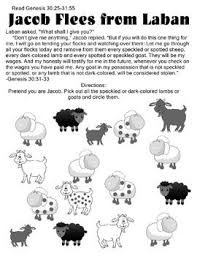 Read Genesis 30:25-31:55
Jacob Flees from Laban
Laban asked, "What shall I give you?"
"Don't give me anything," Jacob replied. "But if you will do this one thing for
me, I will go on tending your flocks and watching over them: Let me go through
all your flocks today and remove from them every speckled or spotted sheep,
every dark-colored lamb and every spotted or speckled goat. They will be my
wages. And my honesty will testify for me in the future, whenever you check on
the wages you have paid me. Any goat in my possession that is not speckled
or spotted, or any lamb that is not dark-colored, will be considered stolen."
-Genesis 30:31-33
Directions:
Pretend you are Jacob. Pick out all the speckled or dark-colored lambs or
goats and circle them.